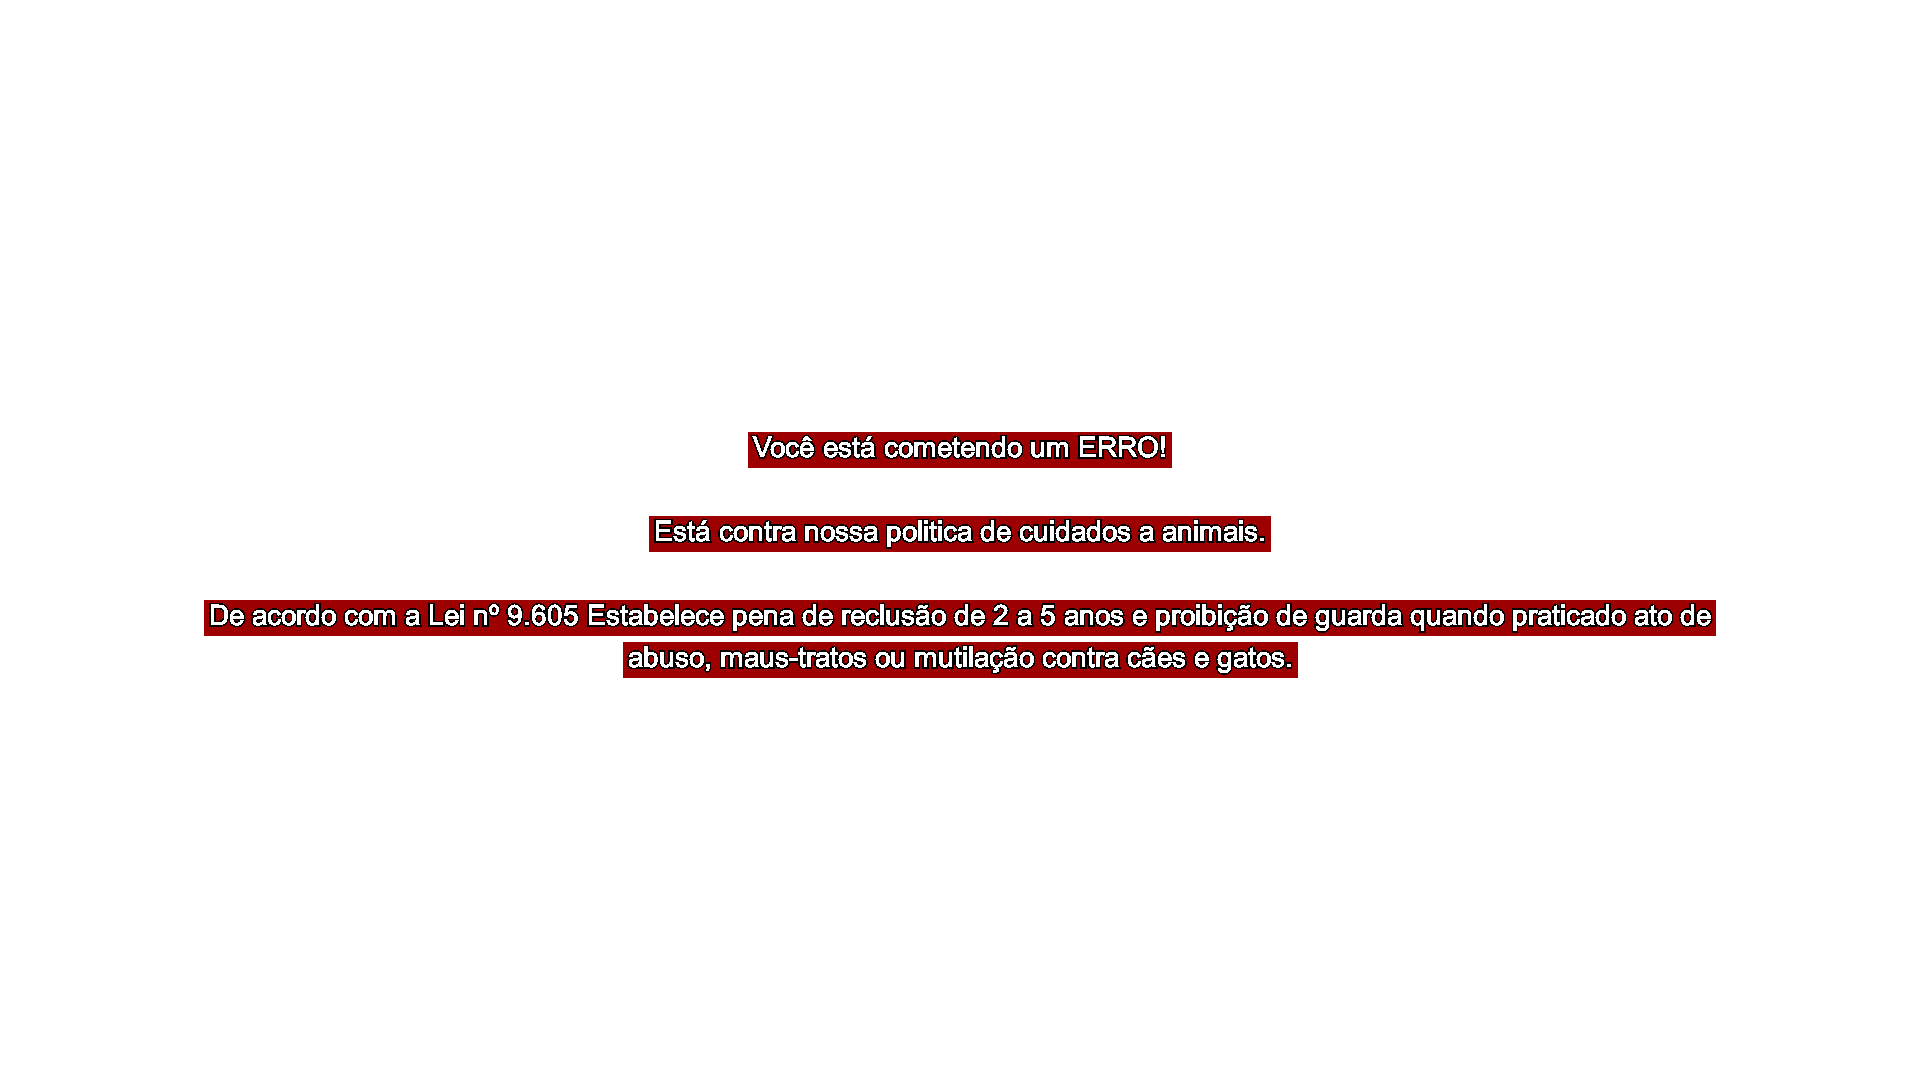 Você está cometendo um ERRO!
Está contra nossa politica de cuidados a animais.
De acordo com a Lei nº 9.605 Estabelece pena de reclusão de 2 a 5 anos e proibição de guarda quando praticado ato de
abuso, maus-tratos ou mutilação contra cães e gatos.